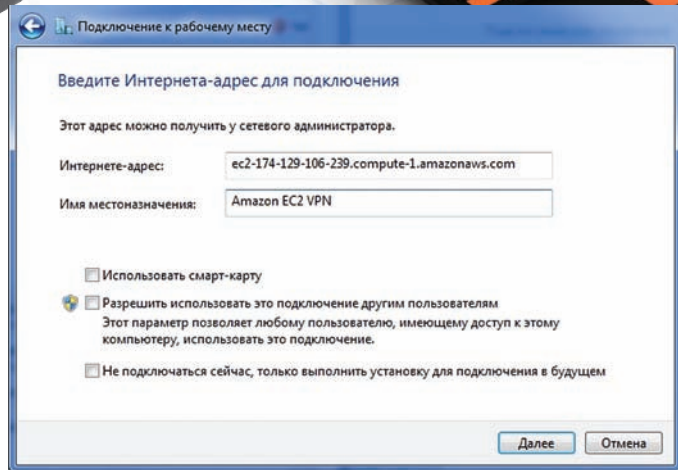 Подключение к рабочему месту
Введите Интернета-адрес для подключения
Этот адрес можно получить у сетевого администратора.
Интернете-адрес: ec2-174-129-106-239.compute-1.amazonaws.com
Имя местоназначения: Amazon EC2 VPN
Использовать смарт-карту
Разрешить использовать это подключение другим пользователям
Этот параметр позволяет любому пользователю, имеющему доступ к этому
компьютеру, использовать это подключение.
Не подключаться сейчас, только выполнить установку для подключения в будущем
Далее Отмена